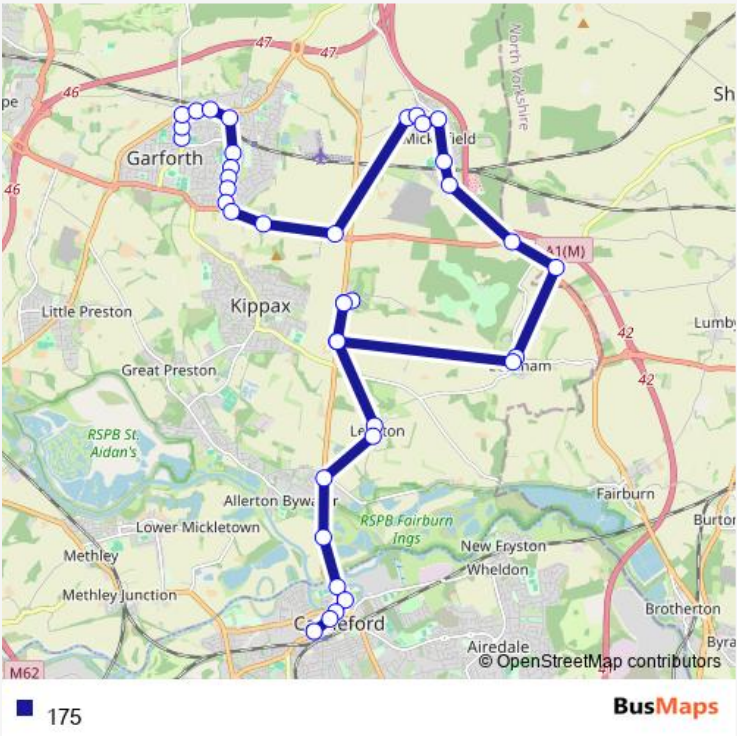 47
47
46
North Yorkshire
Sh
Garforth
46
A1(M)
Little Preston
Kippax
42
Lumby
Great Preston
42
RSPB St.
Aidan's
Allerton Bywater
Fairburn
Lower Mickletown
RSPB Fairburn
Ings
Burton
New Fryston
Methley
Wheldon
Methley Junction
Brotherton
Airedale
Byra
M62
© OpenStreetMap contributors
175
BusMaps